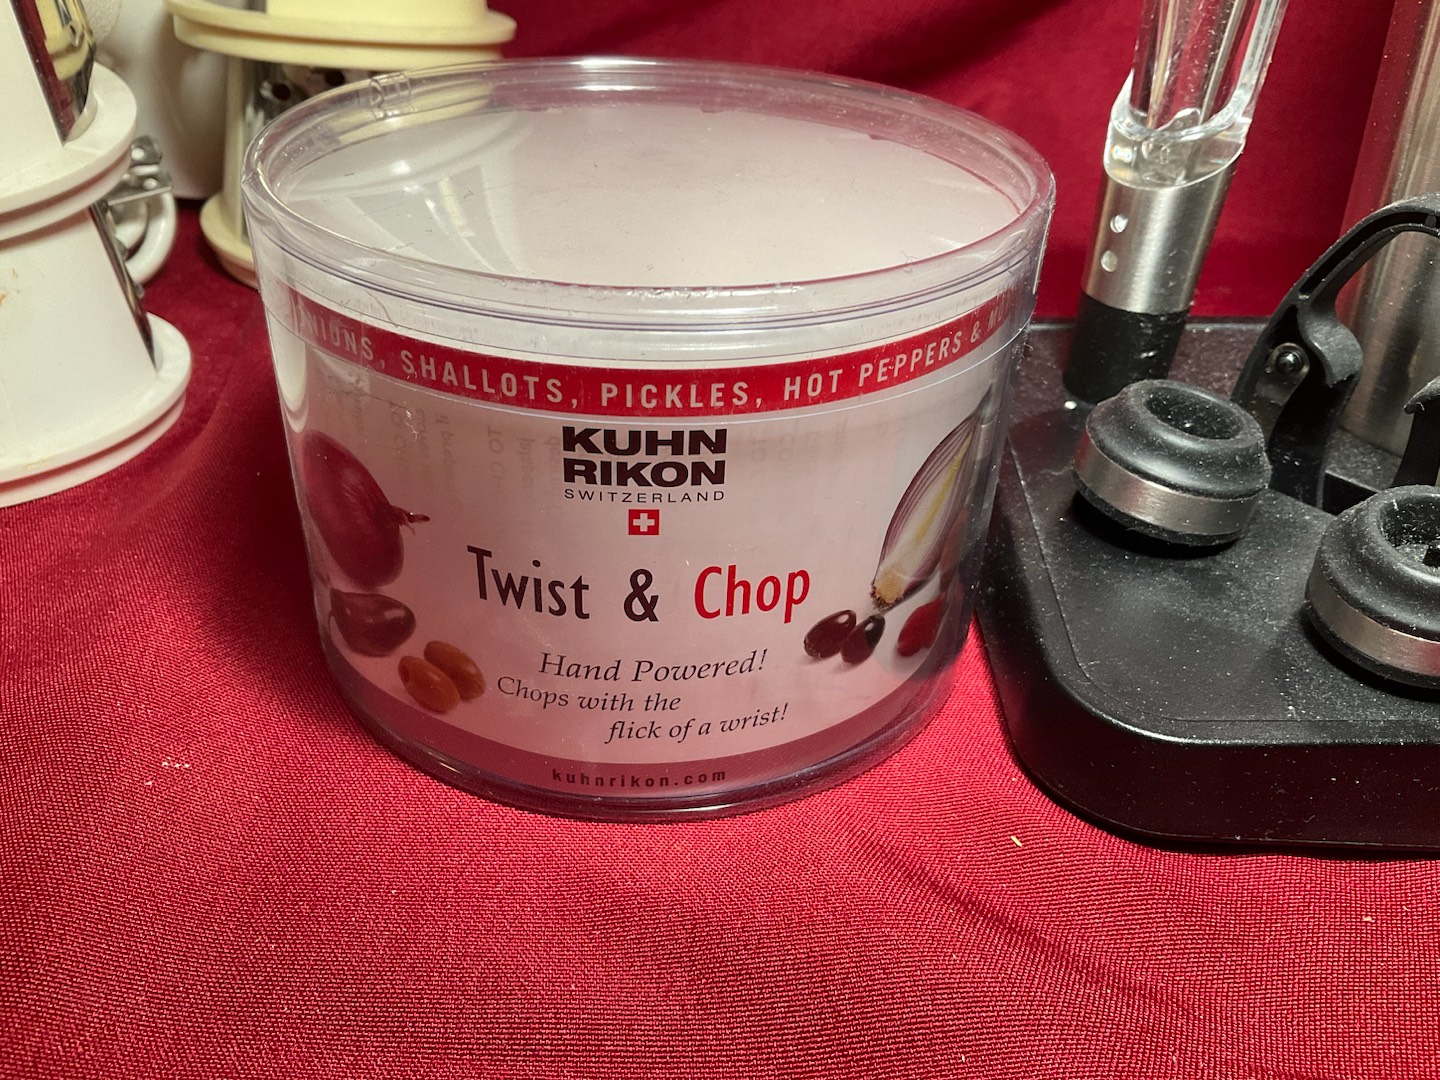 SHALLOTS, PICKLES, HOT PEPPERS &
KUHN
RIKON
SWITZERLAND
Twist & Chop
Hand Powered!
Chops with the
flick of a wrist!
kuhnrikon.com